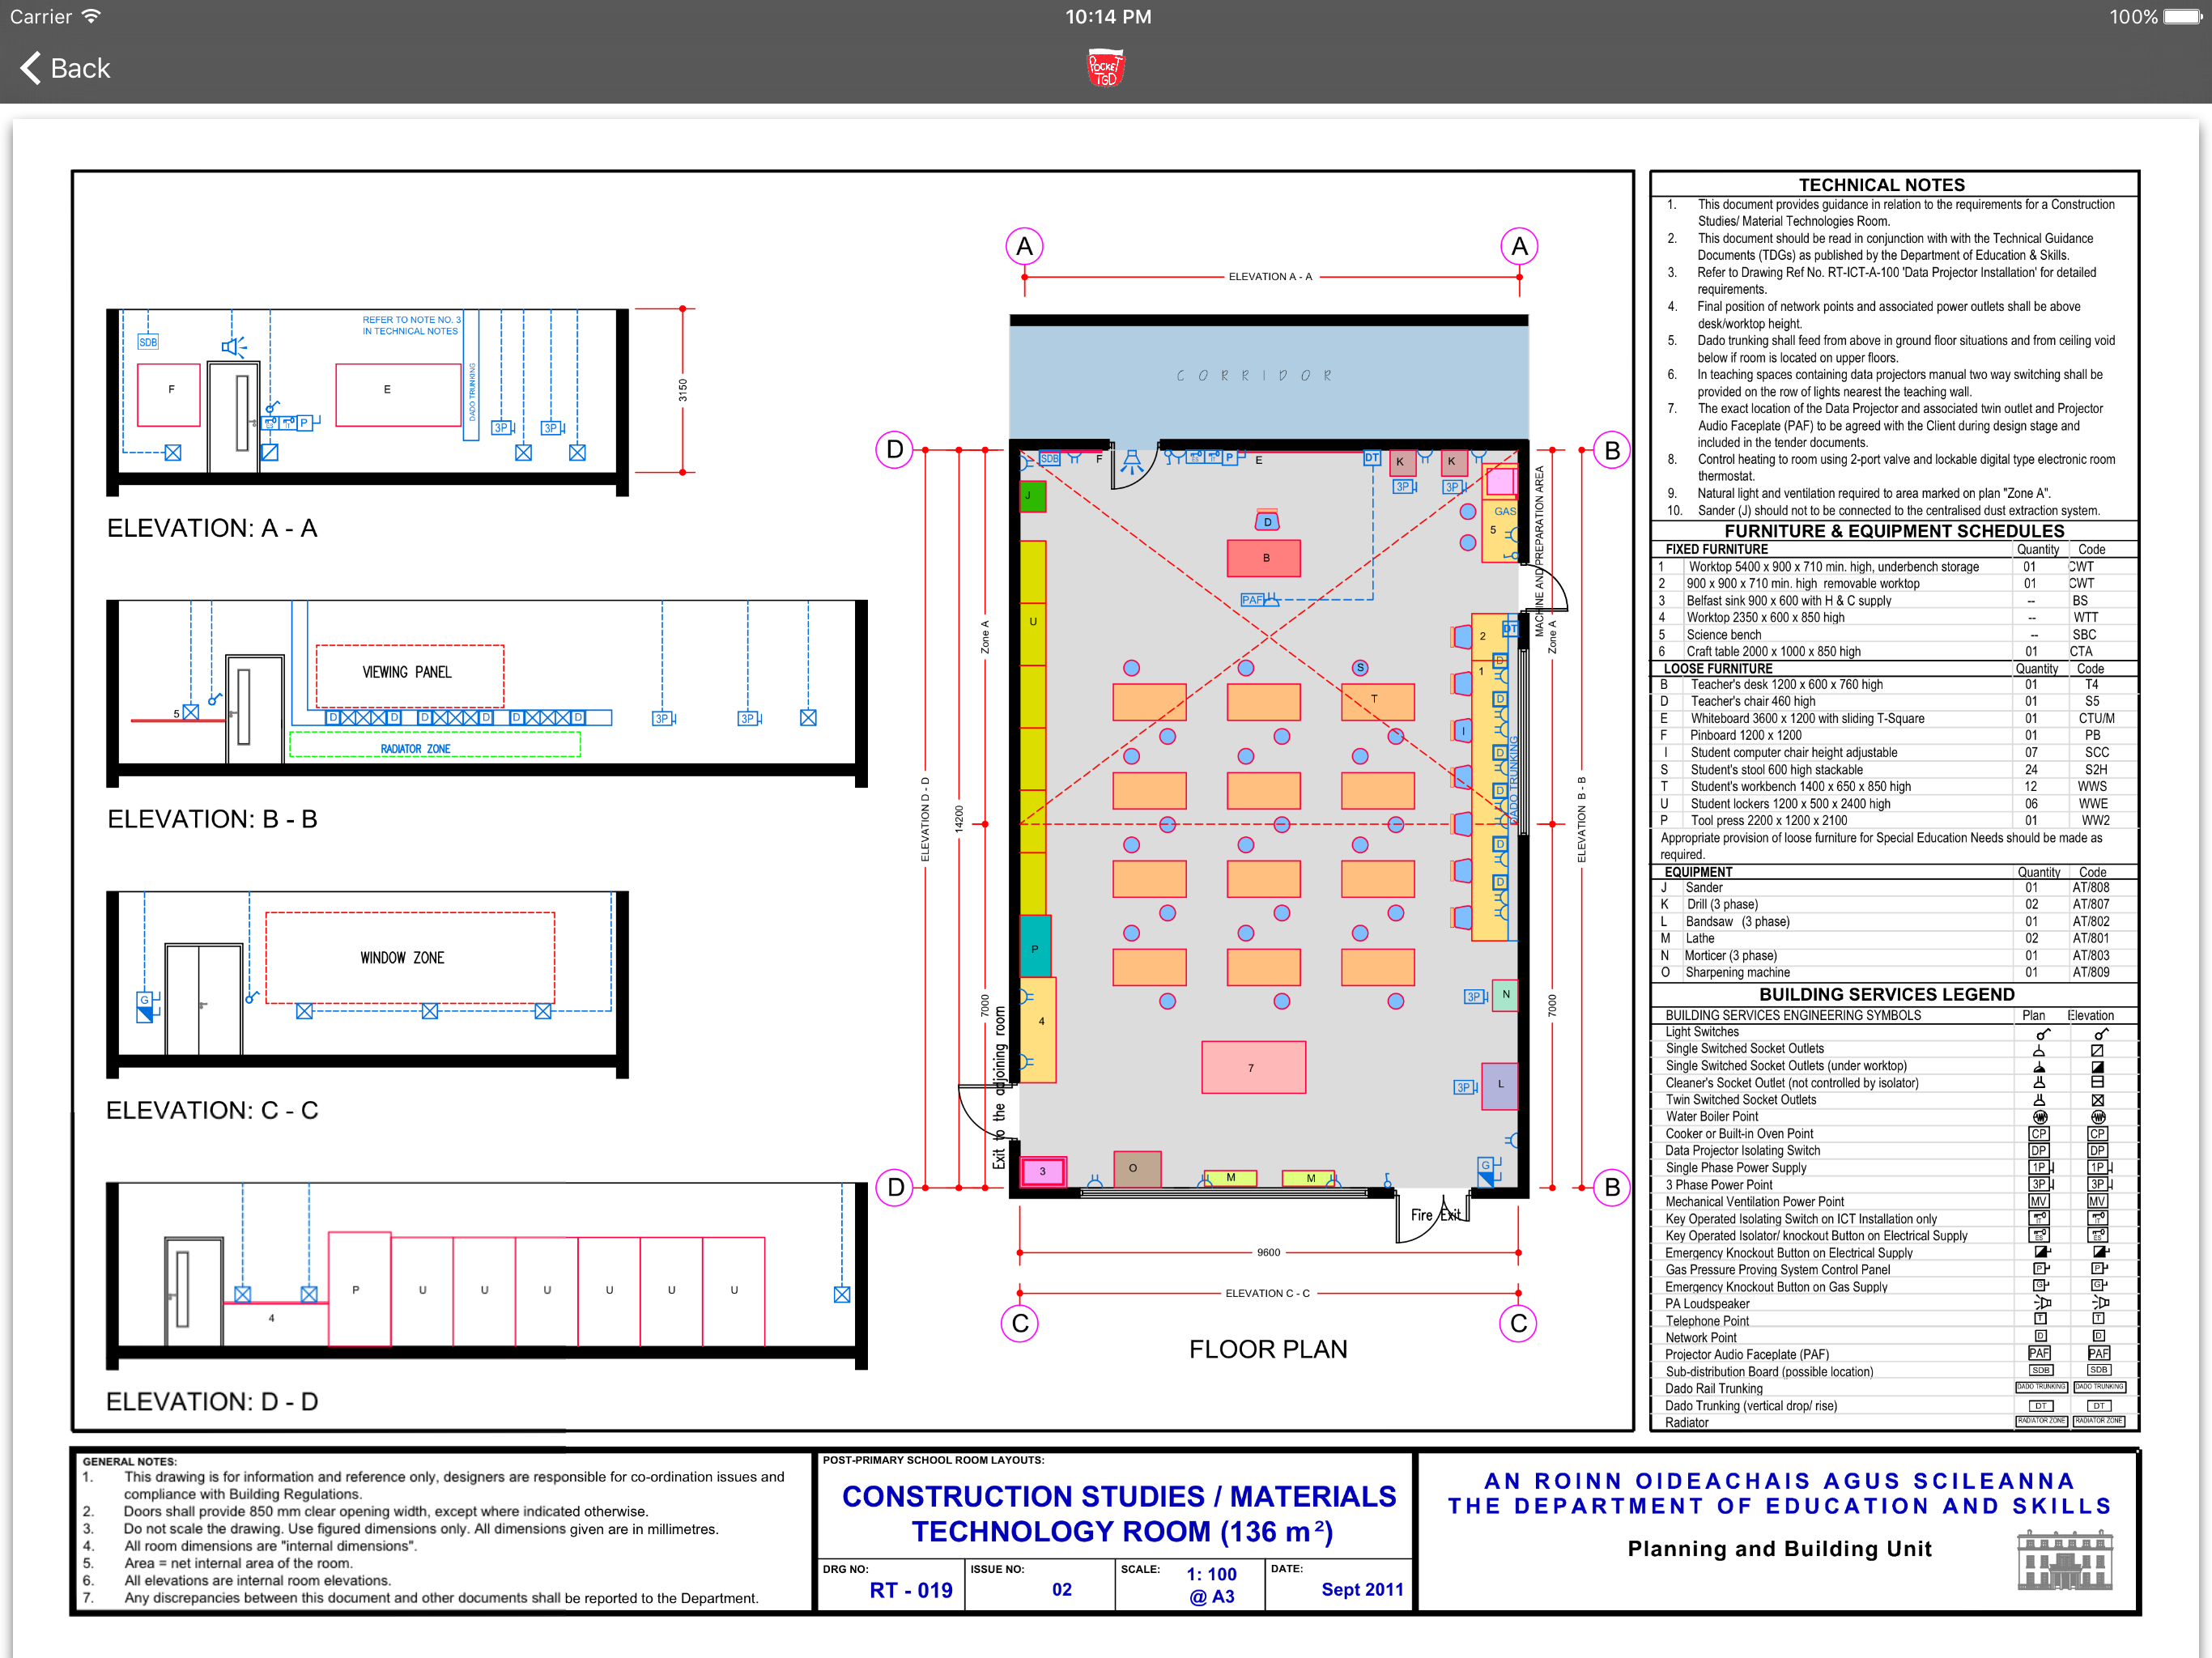 Carrier
10:14 PM
100%
Back
POCKET
TGD
SDB
F
E
REFER TO NOTE NO. 3
IN TECHNICAL NOTES
DADO TRUNKING
P
3P
3P
3150
ELEVATION: A - A
5
VIEWING PANEL
D D D D D D
RADIATOR ZONE
3P
3P
ELEVATION: B - B
G
WINDOW ZONE
ELEVATION: C - C
4
P U U U U U U
ELEVATION: D - D
A A
ELEVATION A - A
CORRIDOR
D B
SDB F P E DT K K
3P 3P
J
GAS
5
D
B
PAF
MACHINE AND PREPARATION AREA
Zone A
Zone A
U
DT
2
D
1
S
T
D
I
D
D
DADO TRUNKING
D
D
ELEVATION D - D
14200
ELEVATION B - B
P
7000
7000
3P N
4
7
3P L
Exit to the adjoining room
3
O
M
M
G
D B
Fire Exit
9600
ELEVATION C - C
C C
FLOOR PLAN
TECHNICAL NOTES
1. This document provides guidance in relation to the requirements for a Construction
Studies/ Material Technologies Room.
2. This document should be read in conjunction with with the Technical Guidance
Documents (TDGs) as published by the Department of Education & Skills.
3. Refer to Drawing Ref No. RT-ICT-A-100 'Data Projector Installation' for detailed
requirements.
4. Final position of network points and associated power outlets shall be above
desk/worktop height.
5. Dado trunking shall feed from above in ground floor situations and from ceiling void
below if room is located on upper floors.
6. In teaching spaces containing data projectors manual two way switching shall be
provided on the row of lights nearest the teaching wall.
7. The exact location of the Data Projector and associated twin outlet and Projector
Audio Faceplate (PAF) to be agreed with the Client during design stage and
included in the tender documents.
8. Control heating to room using 2-port valve and lockable digital type electronic room
thermostat.
9. Natural light and ventilation required to area marked on plan "Zone A".
10. Sander (J) should not to be connected to the centralised dust extraction system.
FURNITURE & EQUIPMENT SCHEDULES
FIXED FURNITURE Quantity Code
1 Worktop 5400 x 900 x 710 min. high, underbench storage 01 CWT
2 900 x 900 x 710 min. high removable worktop 01 CWT
3 Belfast sink 900 x 600 with H & C supply -- BS
4 Worktop 2350 x 600 x 850 high -- WTT
5 Science bench -- SBC
6 Craft table 2000 x 1000 x 850 high 01 CTA
LOOSE FURNITURE Quantity Code
B Teacher's desk 1200 x 600 x 760 high 01 T4
D Teacher's chair 460 high 01 S5
E Whiteboard 3600 x 1200 with sliding T-Square 01 CTU/M
F Pinboard 1200 x 1200 01 PB
I Student computer chair height adjustable 07 SCC
S Student's stool 600 high stackable 24 S2H
T Student's workbench 1400 x 650 x 850 high 12 WWS
U Student lockers 1200 x 500 x 2400 high 06 WWE
P Tool press 2200 x 1200 x 2100 01 WW2
Appropriate provision of loose furniture for Special Education Needs should be made as
required.
EQUIPMENT Quantity Code
J Sander 01 AT/808
K Drill (3 phase) 02 AT/807
L Bandsaw (3 phase) 01 AT/802
M Lathe 02 AT/801
N Morticer (3 phase) 01 AT/803
O Sharpening machine 01 AT/809
BUILDING SERVICES LEGEND
BUILDING SERVICES ENGINEERING SYMBOLS Plan Elevation
Light Switches
Single Switched Socket Outlets
Single Switched Socket Outlets (under worktop)
Cleaner's Socket Outlet (not controlled by isolator)
Twin Switched Socket Outlets
Water Boiler Point
Cooker or Built-in Oven Point CP CP
Data Projector Isolating Switch DP DP
Single Phase Power Supply 1P 1P
3 Phase Power Point 3P 3P
Mechanical Ventilation Power Point MV MV
Key Operated Isolating Switch on ICT Installation only IT IT
Key Operated Isolator/ knockout Button on Electrical Supply ES ES
Emergency Knockout Button on Electrical Supply
Gas Pressure Proving System Control Panel P P
Emergency Knockout Button on Gas Supply G G
PA Loudspeaker
Telephone Point T T
Network Point D D
Projector Audio Faceplate (PAF) PAF PAF
Sub-distribution Board (possible location) SDB SDB
Dado Rail Trunking DADO TRUNKING DADO TRUNKING
Dado Trunking (vertical drop/ rise) DT DT
Radiator RADIATOR ZONE RADIATOR ZONE
GENERAL NOTES:
1. This drawing is for information and reference only, designers are responsible for co-ordination issues and
compliance with Building Regulations.
2. Doors shall provide 850 mm clear opening width, except where indicated otherwise.
3. Do not scale the drawing. Use figured dimensions only. All dimensions given are in millimetres.
4. All room dimensions are "internal dimensions".
5. Area = net internal area of the room.
6. All elevations are internal room elevations.
7. Any discrepancies between this document and other documents shall be reported to the Department.
POST-PRIMARY SCHOOL ROOM LAYOUTS:
CONSTRUCTION STUDIES / MATERIALS
TECHNOLOGY ROOM (136 m²)
DRG NO: RT - 019
ISSUE NO: 02
SCALE: 1: 100
@ A3
DATE: Sept 2011
AN ROINN OIDEACHAIS AGUS SCILEANNA
THE DEPARTMENT OF EDUCATION AND SKILLS
Planning and Building Unit